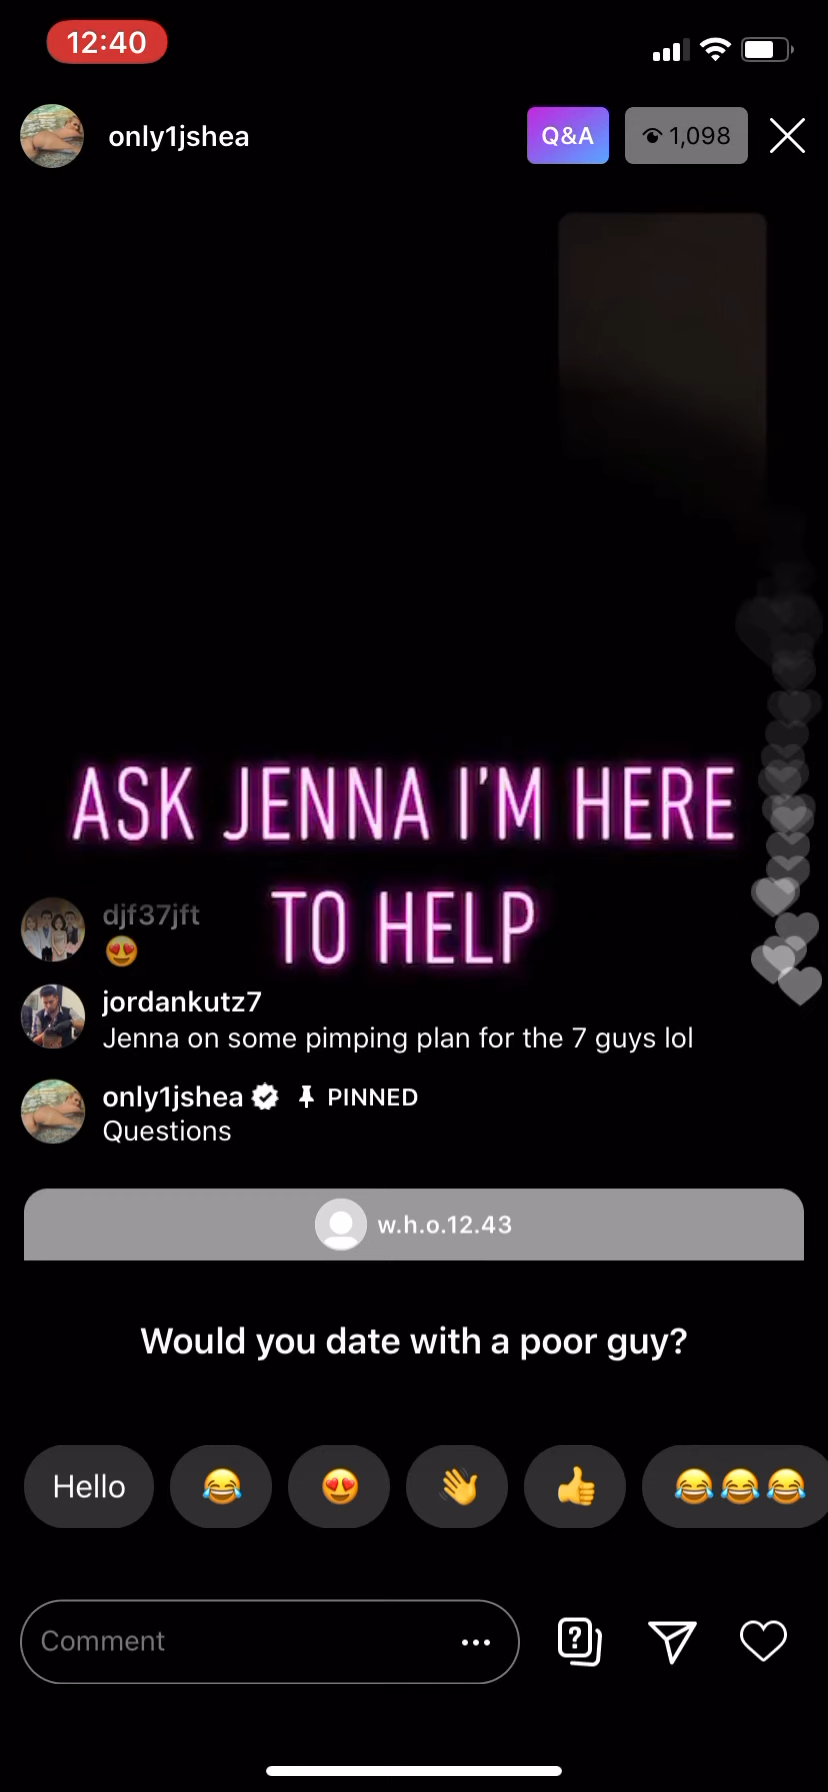 12:40
only1jshea
Q&A
1,098
ASK JENNA I'M HERE
TO HELP
djf37jft
😍
jordankutz7
Jenna on some pimping plan for the 7 guys lol
only1jshea PINNED
Questions
w.h.o.12.43
Would you date with a poor guy?
Hello 😂 😍 👋 👍 😂😂😂
Comment